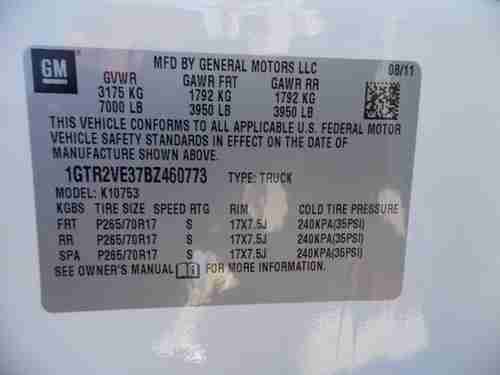 GM MFD BY GENERAL MOTORS LLC 08/11
GVWR GAWR FRT GAWR RR
3175 KG 1792 KG 1792 KG
7000 LB 3950 LB 3950 LB
THIS VEHICLE CONFORMS TO ALL APPLICABLE U.S. FEDERAL MOTOR
VEHICLE SAFETY STANDARDS IN EFFECT ON THE DATE OF
MANUFACTURE SHOWN ABOVE.
1GTR2VE37BZ460773 TYPE: TRUCK
MODEL: K10753
KGBS TIRE SIZE SPEED RTG RIM COLD TIRE PRESSURE
FRT P265/70R17 S 17X7.5J 240KPA(35PSI)
RR P265/70R17 S 17X7.5J 240KPA(35PSI)
SPA P265/70R17 S 17X7.5J 240KPA(35PSI)
SEE OWNER'S MANUAL FOR MORE INFORMATION.